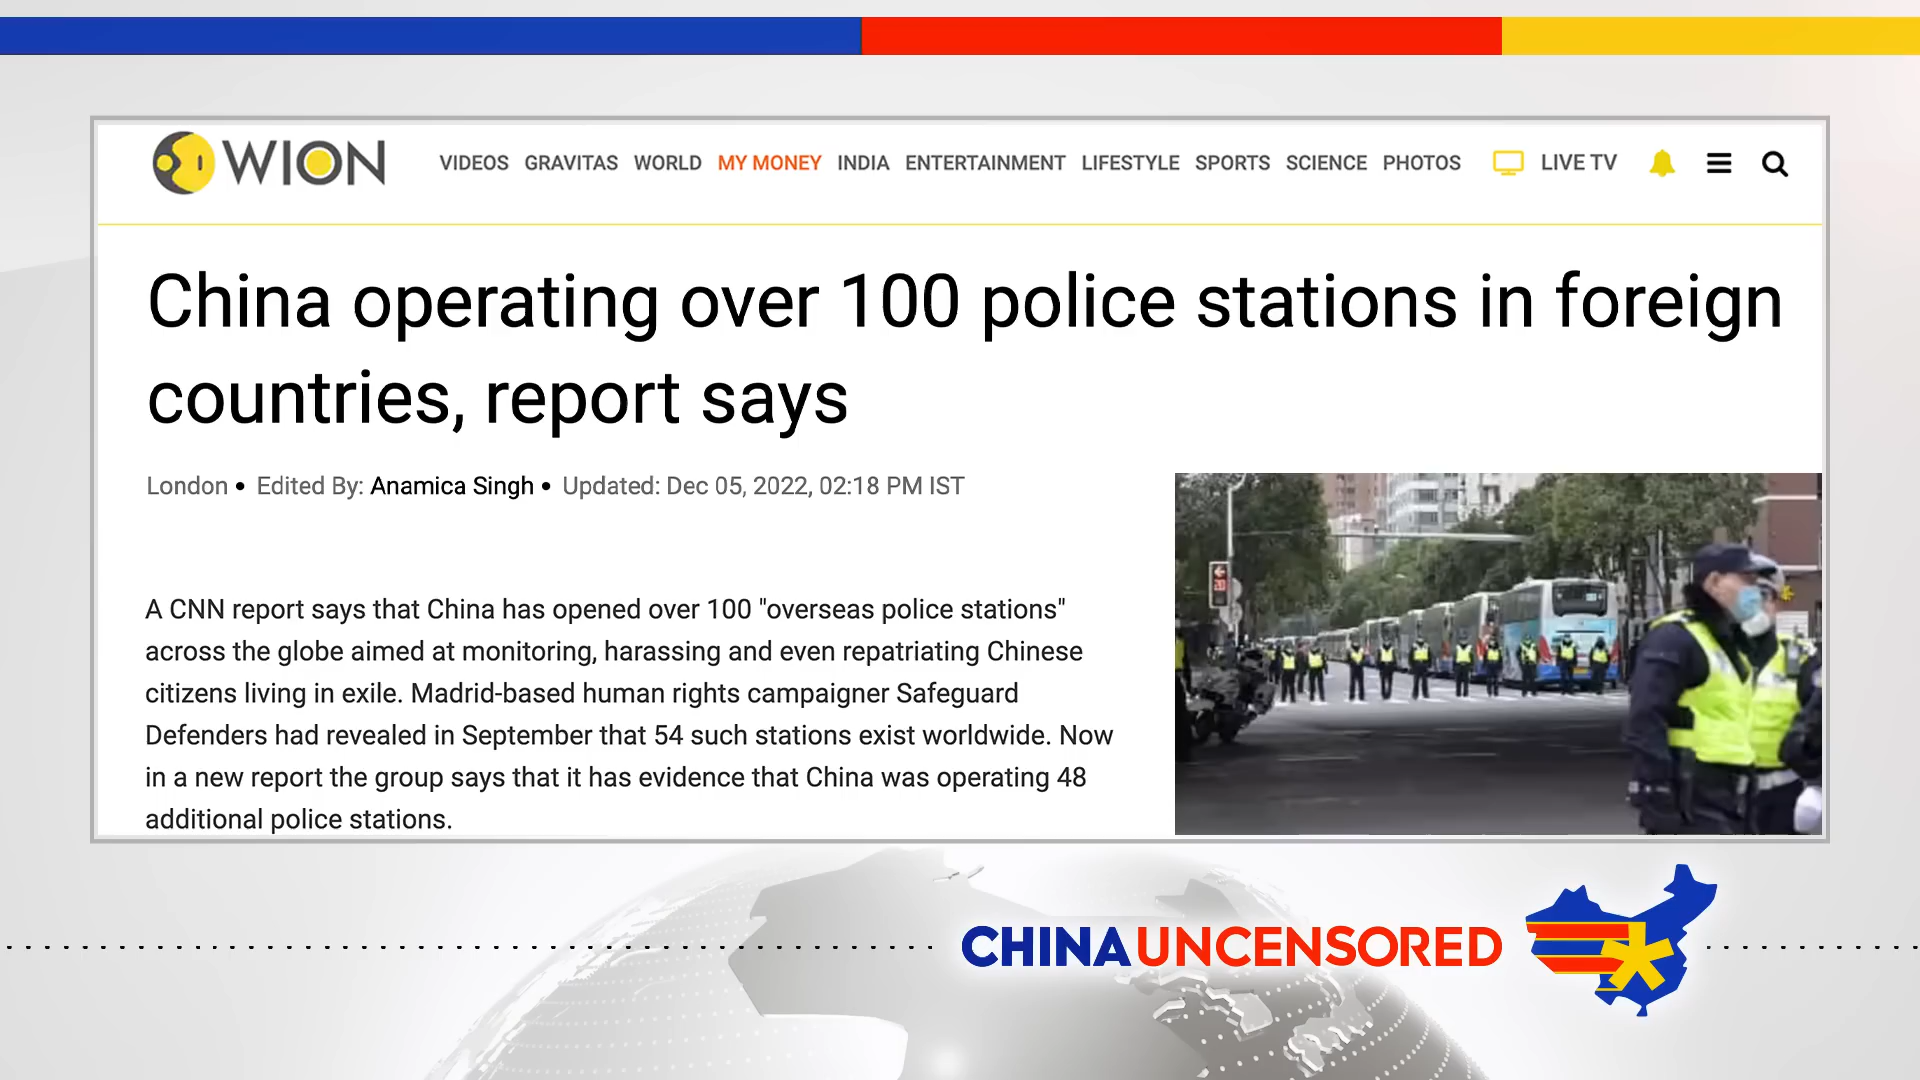 WION
VIDEOS GRAVITAS WORLD MY MONEY INDIA ENTERTAINMENT LIFESTYLE SPORTS SCIENCE PHOTOS LIVE TV
China operating over 100 police stations in foreign
countries, report says
London • Edited By: Anamica Singh • Updated: Dec 05, 2022, 02:18 PM IST
A CNN report says that China has opened over 100 "overseas police stations"
across the globe aimed at monitoring, harassing and even repatriating Chinese
citizens living in exile. Madrid-based human rights campaigner Safeguard
Defenders had revealed in September that 54 such stations exist worldwide. Now
in a new report the group says that it has evidence that China was operating 48
additional police stations.
CHINAUNCENSORED